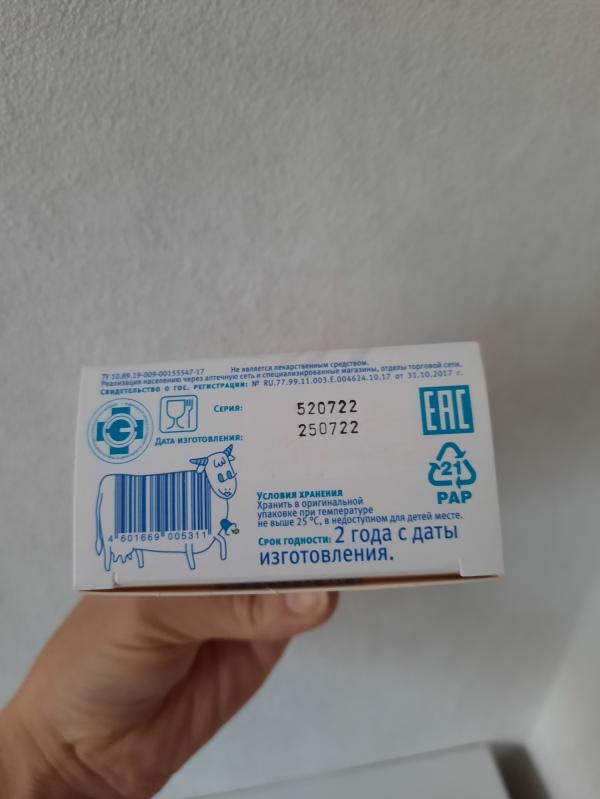 ТУ 10.89.19-009-00153547-17 Не является лекарственным средством.
Реализация населению через аптечную сеть и специализированные магазины, отделы торговой сети.
Свидетельство о гос. регистрации: № RU.77.99.11.003.Е.004624.10.17 от 31.10.2017 г.
Серия: 520722
Дата изготовления: 250722
EAC
21
PAP
Условия хранения
Хранить в оригинальной
упаковке при температуре
не выше 25 °С, в недоступном для детей месте.
Срок годности: 2 года с даты
изготовления.
4 601669 005311